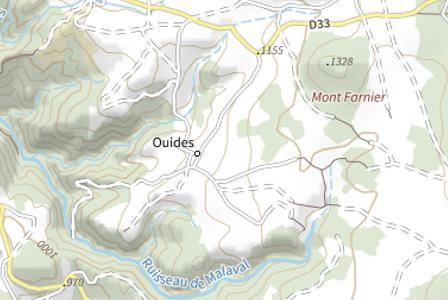 D33
.1155
.1328
Mont Farnier
Ouides
1000
.970
Ruisseau de Malaval